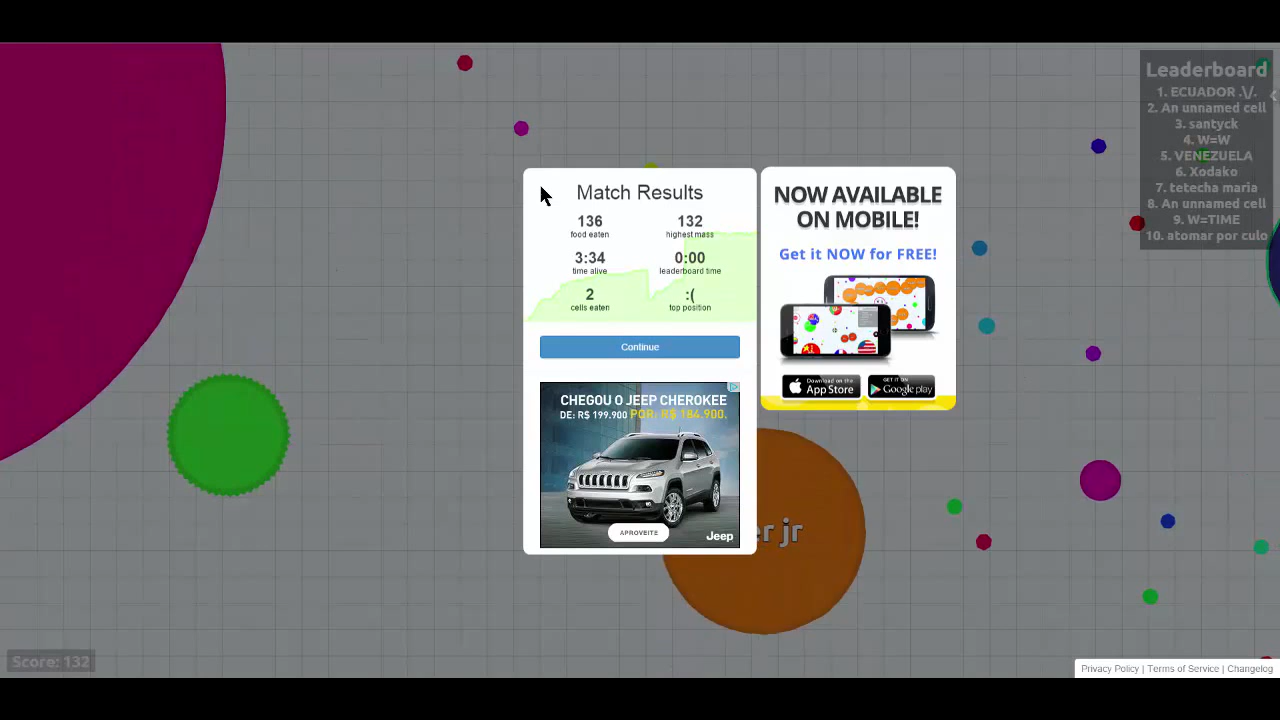 Leaderboard
1. ECUADOR .\/.
2. An unnamed cell
3. santyck
4. W=W
5. VENEZUELA
6. Xodako
7. tetecha maria
8. An unnamed cell
9. W=TIME
10. atomar por culo
Match Results
136 132
food eaten highest mass
3:34 0:00
time alive leaderboard time
2 :(
cells eaten top position
Continue
CHEGOU O JEEP CHEROKEE
DE: R$ 199.900 POR: R$ 184.900.
APROVEITE
Jeep
NOW AVAILABLE
ON MOBILE!
Get it NOW for FREE!
Download on the
App Store
GET IT ON
Google play
er jr
Score: 132
Privacy Policy | Terms of Service | Changelog